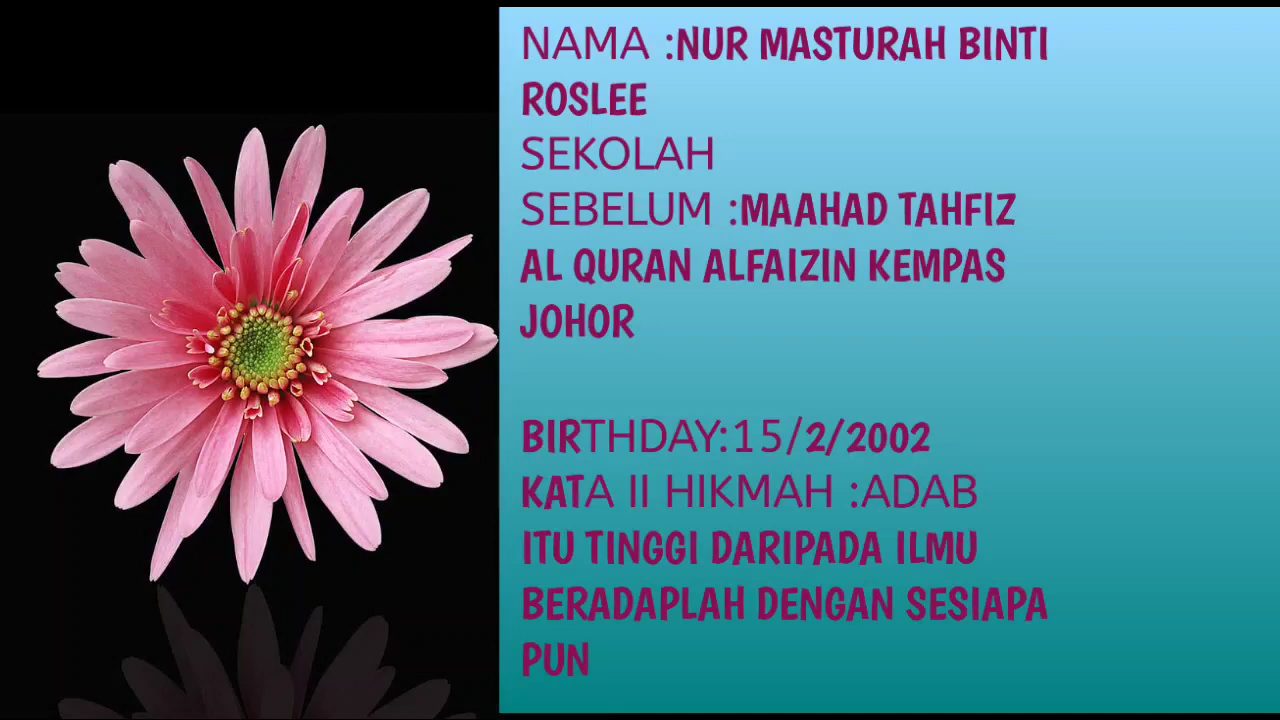 NAMA :NUR MASTURAH BINTI
ROSLEE
SEKOLAH
SEBELUM :MAAHAD TAHFIZ
AL QURAN ALFAIZIN KEMPAS
JOHOR
BIRTHDAY:15/2/2002
KATA II HIKMAH :ADAB
ITU TINGGI DARIPADA ILMU
BERADAPLAH DENGAN SESIAPA
PUN